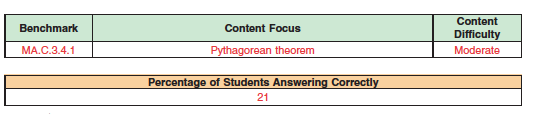 Benchmark Content Focus Content
Difficulty
MA.C.3.4.1 Pythagorean theorem Moderate
Percentage of Students Answering Correctly
21